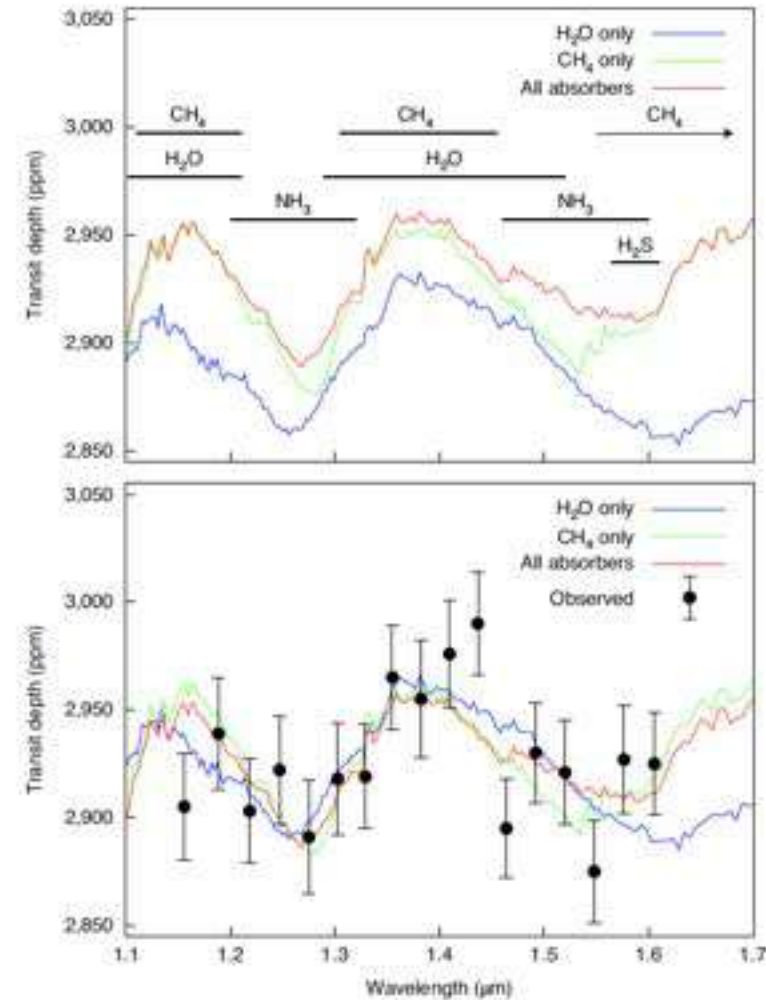 3,050
3,000
2,950
2,900
2,850
Transit depth (ppm)
H₂O only
CH₄ only
All absorbers
CH₄
CH₄
CH₄
H₂O
H₂O
NH₃
NH₃
H₂S
3,050
3,000
2,950
2,900
2,850
Transit depth (ppm)
H₂O only
CH₄ only
All absorbers
Observed
1.1 1.2 1.3 1.4 1.5 1.6 1.7
Wavelength (μm)